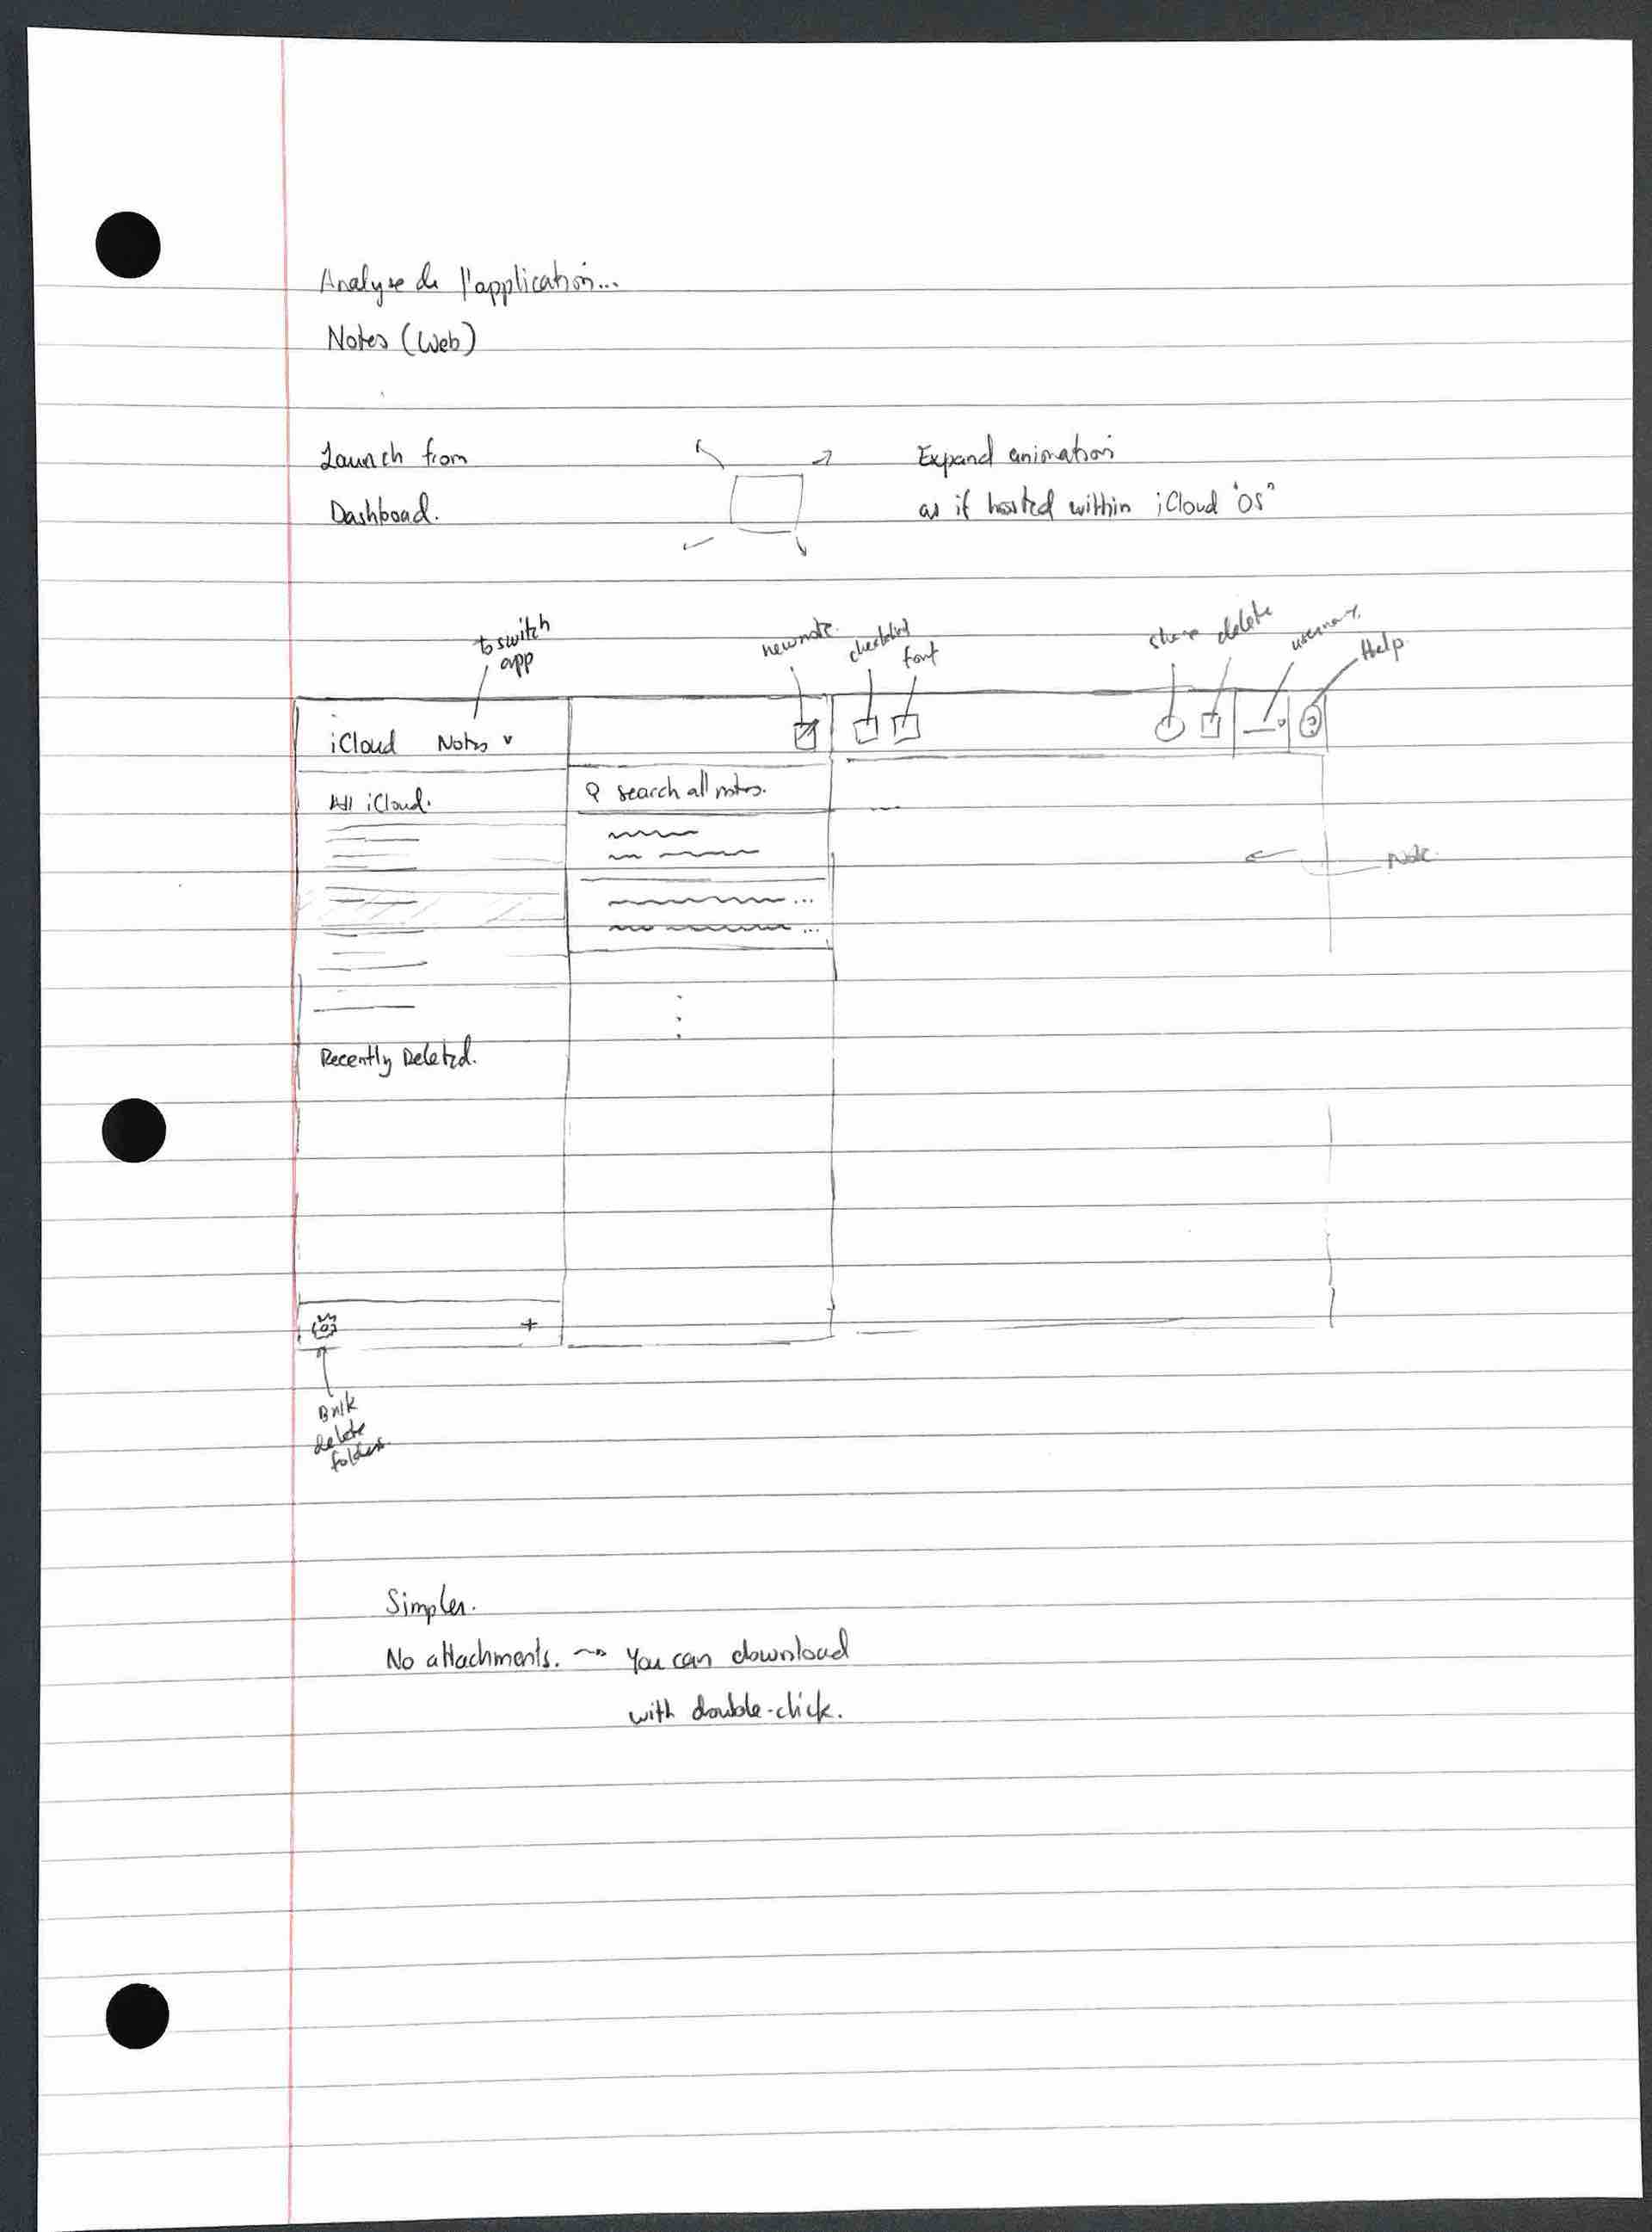 Analyse de l'application...
Notes (Web)
Launch from
Dashboard.
Expand animation
as if hosted within iCloud "OS"
to switch
app
new note.
checklist
font
share
delete
username
Help
iCloud Notes v
All iCloud.
search all notes.
Note.
Recently Deleted.
+
Bulk
delete
folders.
Simpler.
No attachments. ~> You can download
with double-click.